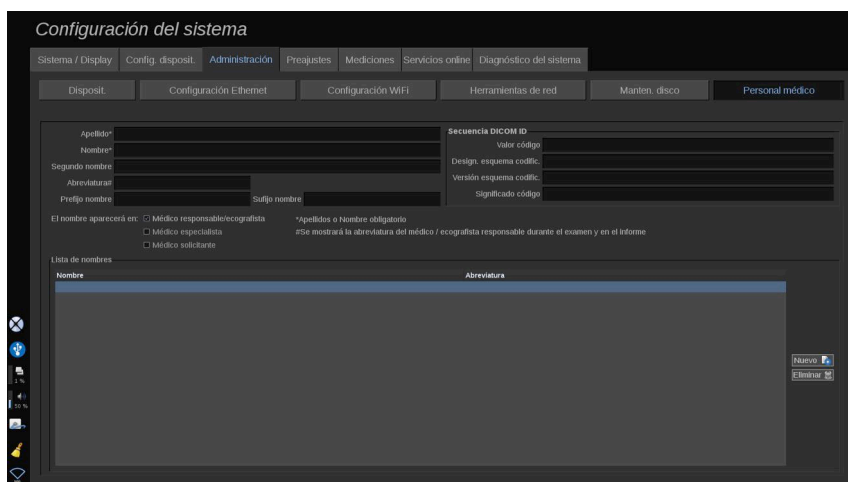 Configuración del sistema
Sistema / Display Config. disposit. Administración Preajustes Mediciones Servicios online Diagnóstico del sistema
Disposit. Configuración Ethernet Configuración WiFi Herramientas de red Manten. disco Personal médico
Apellido*
Nombre*
Segundo nombre
Abreviatura#
Prefijo nombre Sufijo nombre
Secuencia DICOM ID
Valor código
Design. esquema codific.
Versión esquema codific.
Significado código
El nombre aparecerá en: Médico responsable/ecografista
Médico especialista
Médico solicitante
*Apellidos o Nombre obligatorio
#Se mostrará la abreviatura del médico / ecografista responsable durante el examen y en el informe
Lista de nombres
Nombre Abreviatura
Nuevo
Eliminar
1 %
50 %